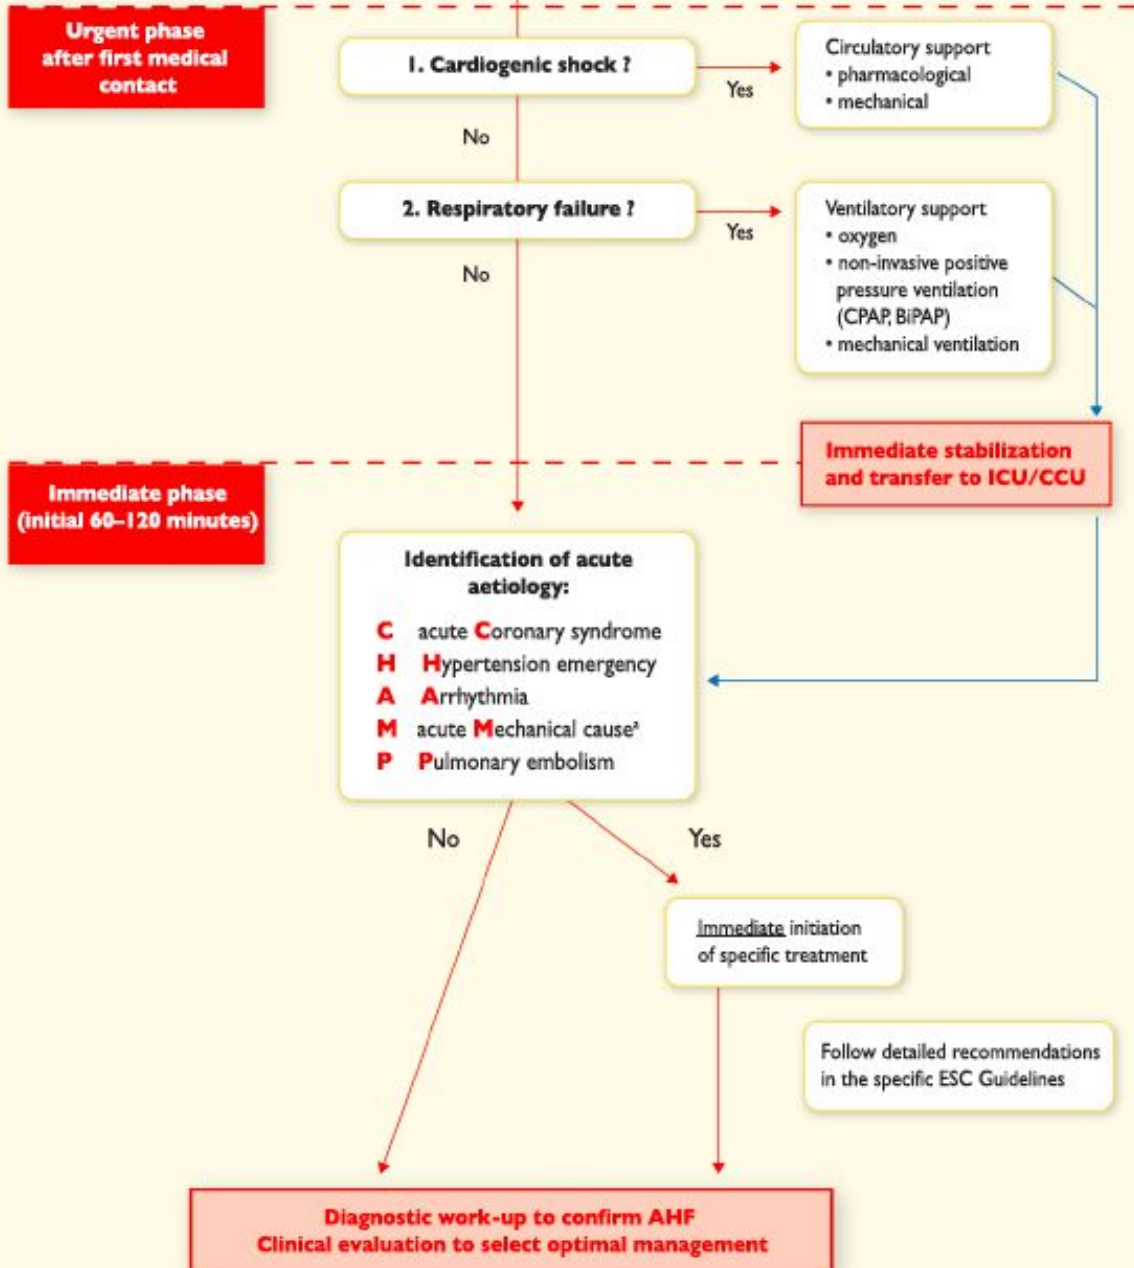 Urgent phase
after first medical
contact
1. Cardiogenic shock ?
Yes
Circulatory support
• pharmacological
• mechanical
No
2. Respiratory failure ?
Yes
Ventilatory support
• oxygen
• non-invasive positive
pressure ventilation
(CPAP, BiPAP)
• mechanical ventilation
No
Immediate stabilization
and transfer to ICU/CCU
Immediate phase
(initial 60–120 minutes)
Identification of acute
aetiology:
C acute Coronary syndrome
H Hypertension emergency
A Arrhythmia
M acute Mechanical causeᵃ
P Pulmonary embolism
No
Yes
Immediate initiation
of specific treatment
Follow detailed recommendations
in the specific ESC Guidelines
Diagnostic work-up to confirm AHF
Clinical evaluation to select optimal management